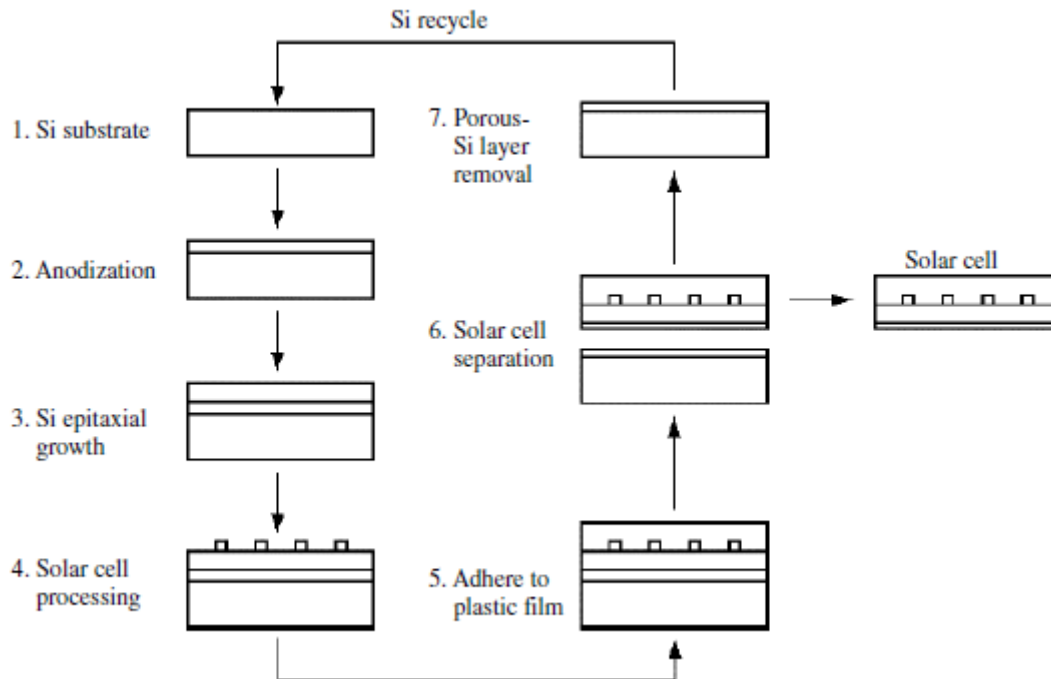 Si recycle
1. Si substrate
2. Anodization
3. Si epitaxial
growth
4. Solar cell
processing
5. Adhere to
plastic film
6. Solar cell
separation
7. Porous-
Si layer
removal
Solar cell